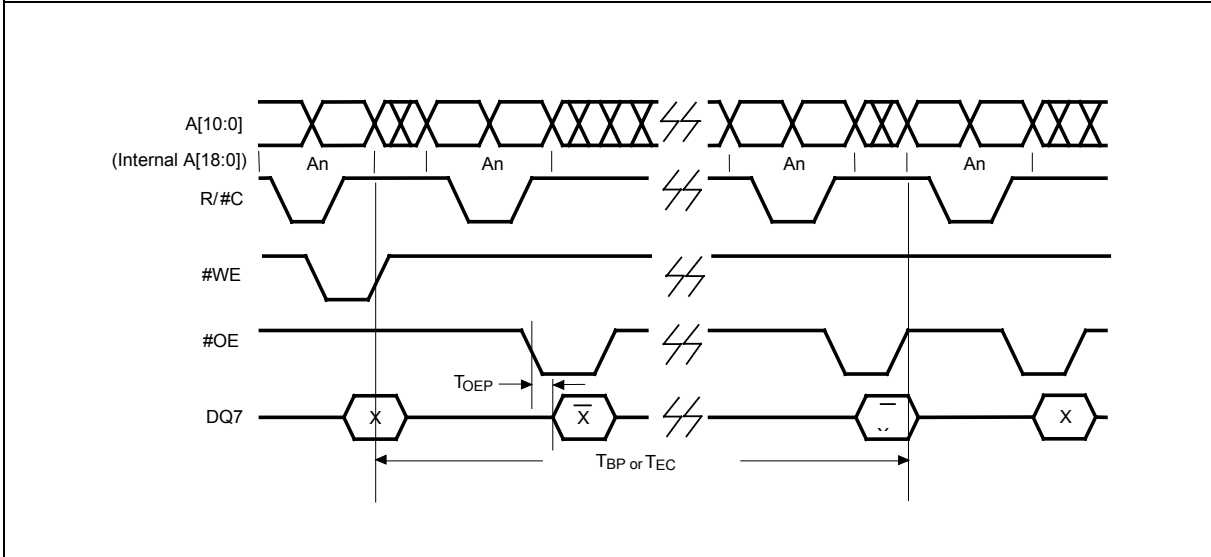 A[10:0]
(Internal A[18:0])
An An An An
R/#C
#WE
#OE
TOEP
DQ7
X X̅ X
TBP or TEC